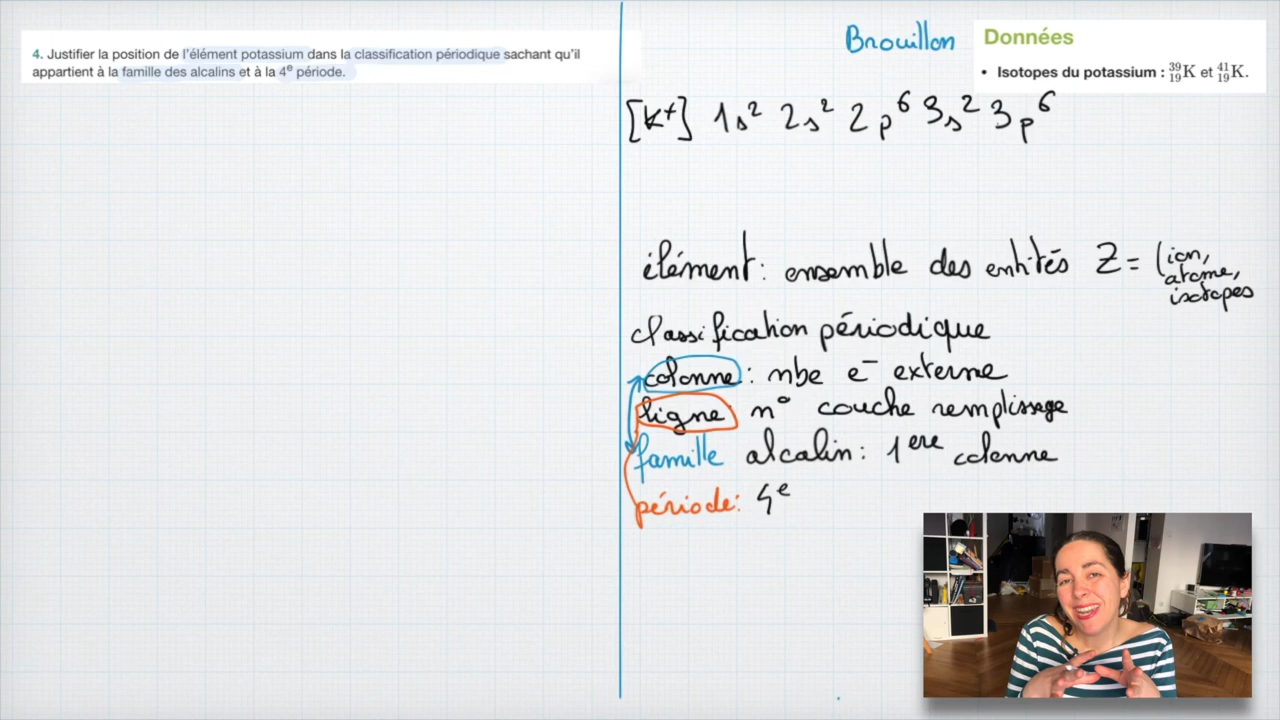 4. Justifier la position de l'élément potassium dans la classification périodique sachant qu'il
appartient à la famille des alcalins et à la 4e période.
Brouillon
Données
• Isotopes du potassium : ³⁹₁₉K et ⁴¹₁₉K.
[K⁺] 1s² 2s² 2p⁶ 3s² 3p⁶
élément: ensemble des entités Z = (ion,
atome,
isotopes
classification périodique
colonne: nbe e⁻ externe
ligne n° couche remplissage
famille alcalin: 1ere colonne
période: 4e